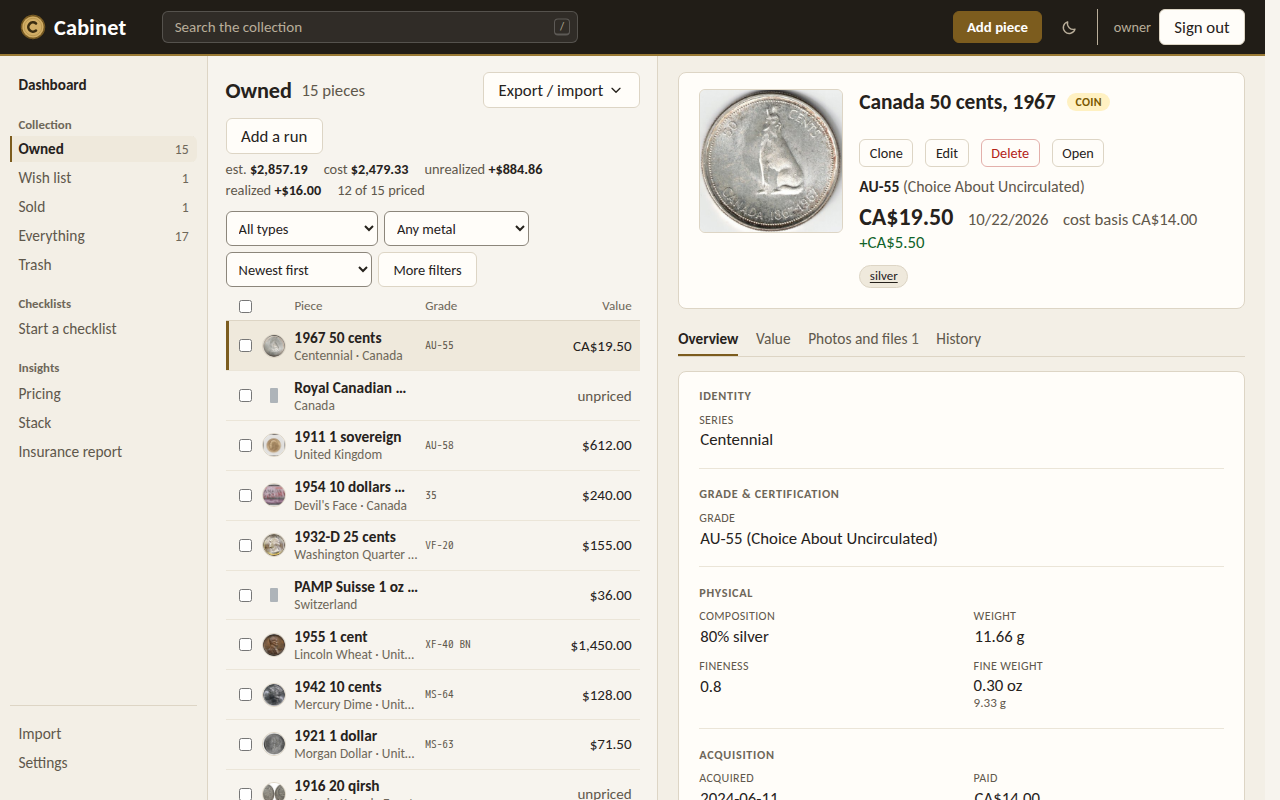 Cabinet
Search the collection /
Add piece
owner
Sign out
Dashboard
Collection
Owned 15
Wish list 1
Sold 1
Everything 17
Trash
Checklists
Start a checklist
Insights
Pricing
Stack
Insurance report
Import
Settings
Owned 15 pieces
Export / import
Add a run
est. $2,857.19 cost $2,479.33 unrealized +$884.86
realized +$16.00 12 of 15 priced
All types
Any metal
Newest first
More filters
Piece Grade Value
1967 50 cents
Centennial · Canada
AU-55
CA$19.50
Royal Canadian ...
Canada
unpriced
1911 1 sovereign
United Kingdom
AU-58
$612.00
1954 10 dollars ...
Devil's Face · Canada
35
$240.00
1932-D 25 cents
Washington Quarter ...
VF-20
$155.00
PAMP Suisse 1 oz ...
Switzerland
$36.00
1955 1 cent
Lincoln Wheat · Unit...
XF-40 BN
$1,450.00
1942 10 cents
Mercury Dime · Unit...
MS-64
$128.00
1921 1 dollar
Morgan Dollar · Unit...
MS-63
$71.50
1916 20 qirsh
unpriced
Canada 50 cents, 1967
COIN
Clone
Edit
Delete
Open
AU-55 (Choice About Uncirculated)
CA$19.50 10/22/2026 cost basis CA$14.00
+CA$5.50
silver
Overview
Value
Photos and files 1
History
IDENTITY
SERIES
Centennial
GRADE & CERTIFICATION
GRADE
AU-55 (Choice About Uncirculated)
PHYSICAL
COMPOSITION
80% silver
WEIGHT
11.66 g
FINENESS
0.8
FINE WEIGHT
0.30 oz
9.33 g
ACQUISITION
ACQUIRED
2024-06-11
PAID
CA$14.00